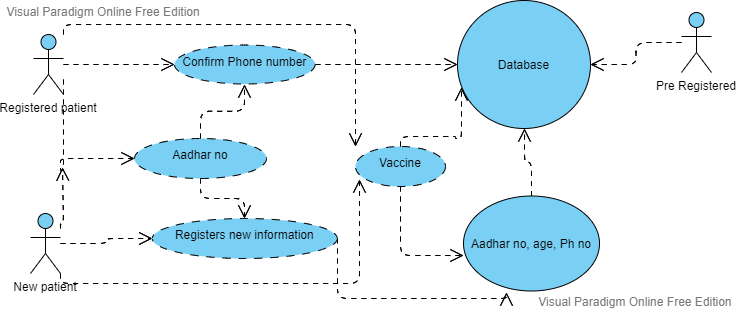 Visual Paradigm Online Free Edition
Confirm Phone number
Database
Pre Registered
Registered patient
Aadhar no
Vaccine
Registers new information
Aadhar no, age, Ph no
New patient
Visual Paradigm Online Free Edition